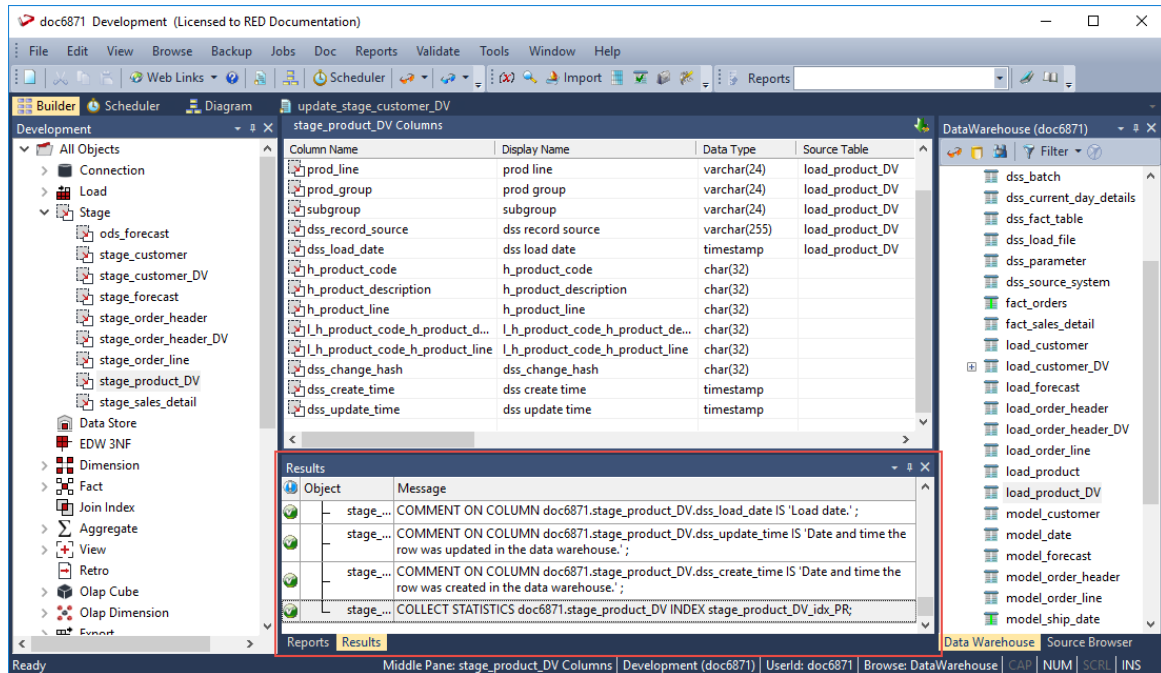 doc6871 Development (Licensed to RED Documentation)
File Edit View Browse Backup Jobs Doc Reports Validate Tools Window Help
Web Links Scheduler Import Reports
Builder Scheduler Diagram update_stage_customer_DV
Development
All Objects
Connection
Load
Stage
ods_forecast
stage_customer
stage_customer_DV
stage_forecast
stage_order_header
stage_order_header_DV
stage_order_line
stage_product_DV
stage_sales_detail
Data Store
EDW 3NF
Dimension
Fact
Join Index
Aggregate
View
Retro
Olap Cube
Olap Dimension
Export
stage_product_DV Columns
Column Name Display Name Data Type Source Table
prod_line prod line varchar(24) load_product_DV
prod_group prod group varchar(24) load_product_DV
subgroup subgroup varchar(24) load_product_DV
dss_record_source dss record source varchar(255) load_product_DV
dss_load_date dss load date timestamp load_product_DV
h_product_code h_product_code char(32)
h_product_description h_product_description char(32)
h_product_line h_product_line char(32)
l_h_product_code_h_product_d... l_h_product_code_h_product_de... char(32)
l_h_product_code_h_product_line l_h_product_code_h_product_line char(32)
dss_change_hash dss_change_hash char(32)
dss_create_time dss create time timestamp
dss_update_time dss update time timestamp
Results
Object Message
stage_... COMMENT ON COLUMN doc6871.stage_product_DV.dss_load_date IS 'Load date.' ;
stage_... COMMENT ON COLUMN doc6871.stage_product_DV.dss_update_time IS 'Date and time the
row was updated in the data warehouse.' ;
stage_... COMMENT ON COLUMN doc6871.stage_product_DV.dss_create_time IS 'Date and time the
row was created in the data warehouse.' ;
stage_... COLLECT STATISTICS doc6871.stage_product_DV INDEX stage_product_DV_idx_PR;
Reports Results
DataWarehouse (doc6871)
Filter
dss_batch
dss_current_day_details
dss_fact_table
dss_load_file
dss_parameter
dss_source_system
fact_orders
fact_sales_detail
load_customer
load_customer_DV
load_forecast
load_order_header
load_order_header_DV
load_order_line
load_product
load_product_DV
model_customer
model_date
model_forecast
model_order_header
model_order_line
model_ship_date
Data Warehouse Source Browser
Ready Middle Pane: stage_product_DV Columns Development (doc6871) UserId: doc6871 Browse: DataWarehouse CAP NUM SCRL INS